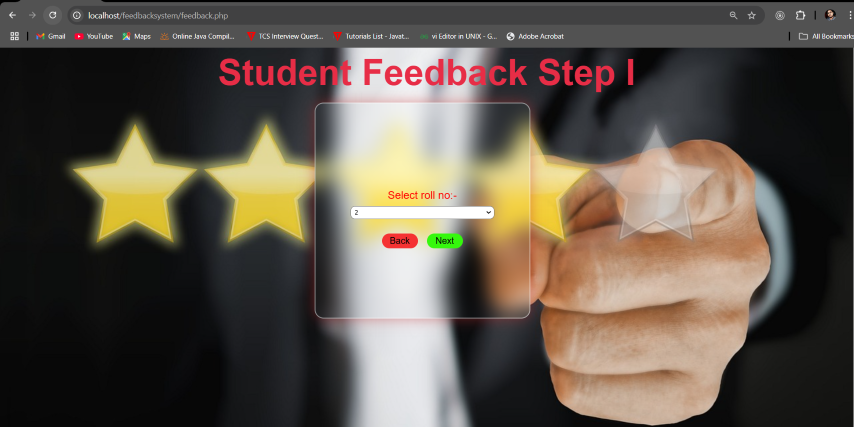 localhost/feedbacksystem/feedback.php
Gmail
YouTube
Maps
Online Java Compil...
TCS Interview Quest...
Tutorials List - Javat...
vi Editor in UNIX - G...
Adobe Acrobat
All Bookmarks
Student Feedback Step I
Select roll no:-
2
Back
Next